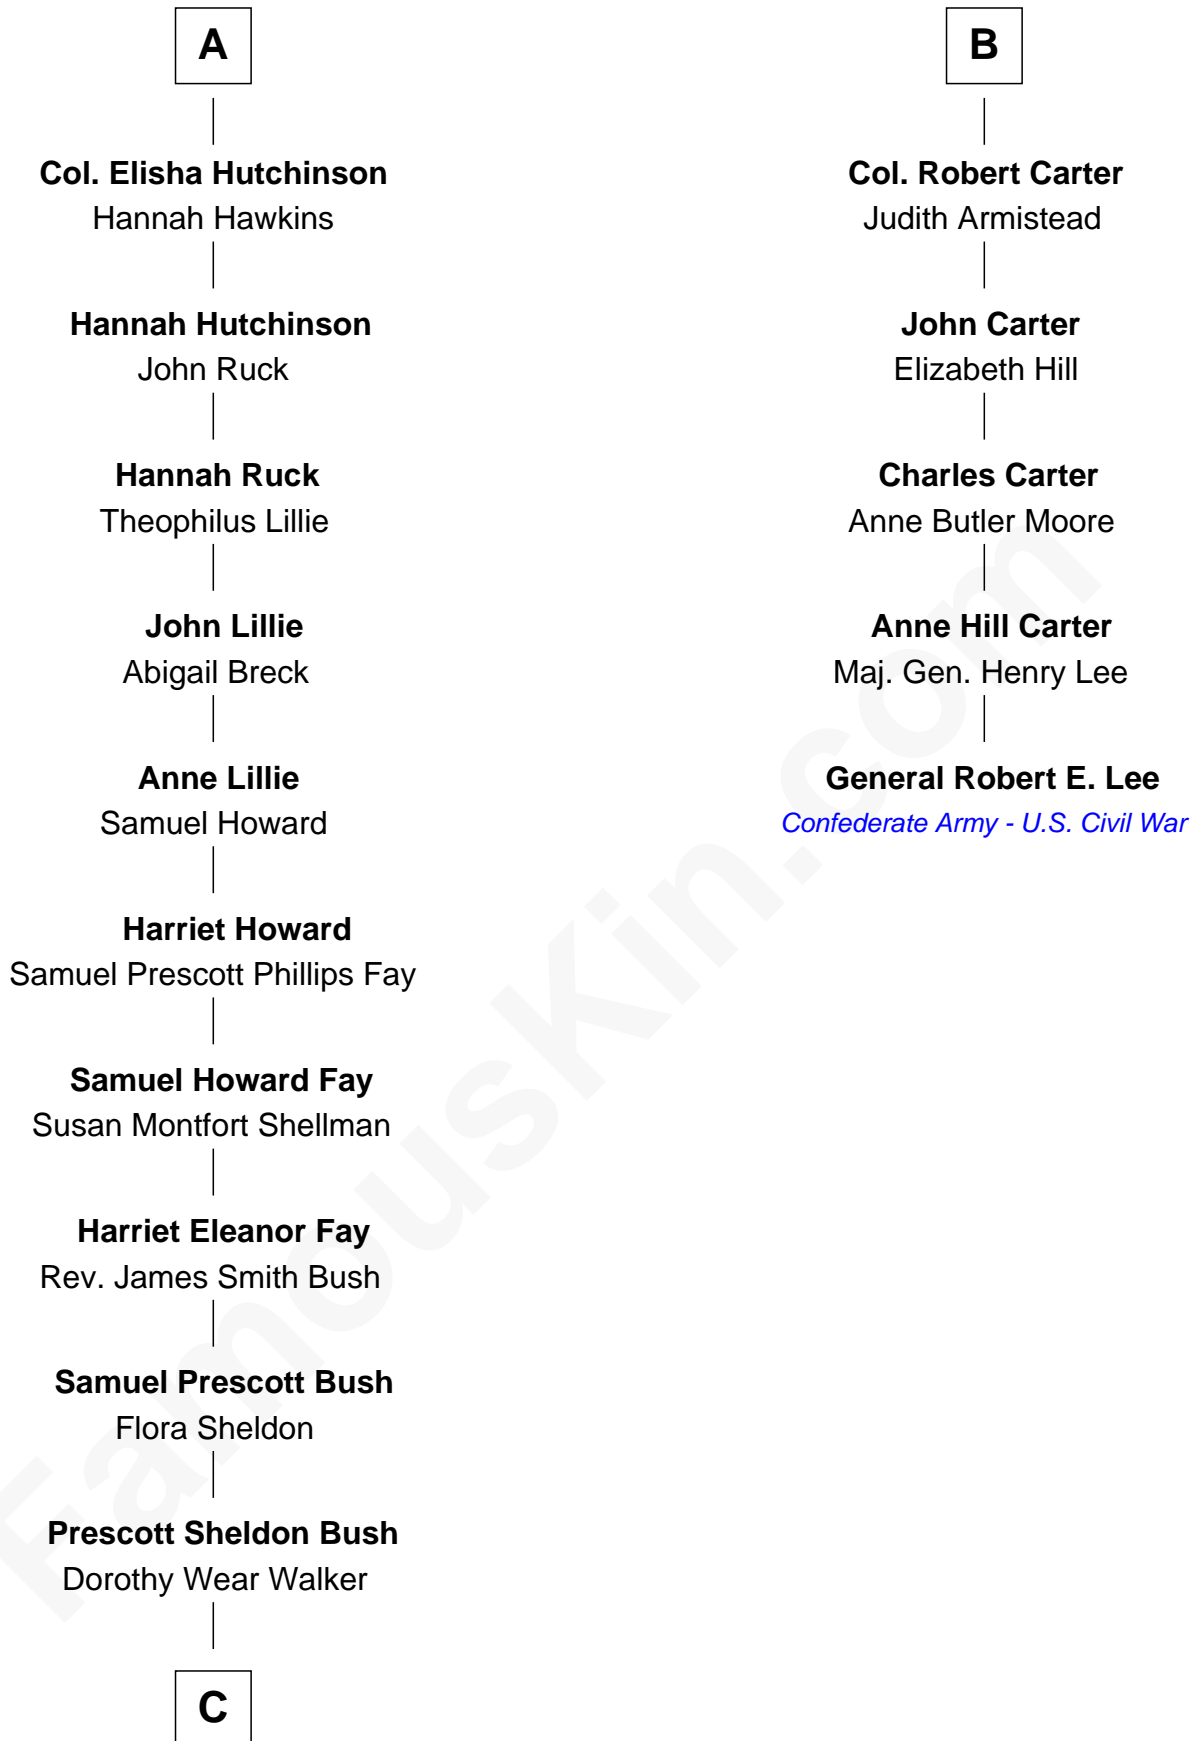 A
Col. Elisha Hutchinson
Hannah Hawkins
Hannah Hutchinson
John Ruck
Hannah Ruck
Theophilus Lillie
John Lillie
Abigail Breck
Anne Lillie
Samuel Howard
Harriet Howard
Samuel Prescott Phillips Fay
Samuel Howard Fay
Susan Montfort Shellman
Harriet Eleanor Fay
Rev. James Smith Bush
Samuel Prescott Bush
Flora Sheldon
Prescott Sheldon Bush
Dorothy Wear Walker
C
B
Col. Robert Carter
Judith Armistead
John Carter
Elizabeth Hill
Charles Carter
Anne Butler Moore
Anne Hill Carter
Maj. Gen. Henry Lee
General Robert E. Lee
Confederate Army - U.S. Civil War
FamousKin.com